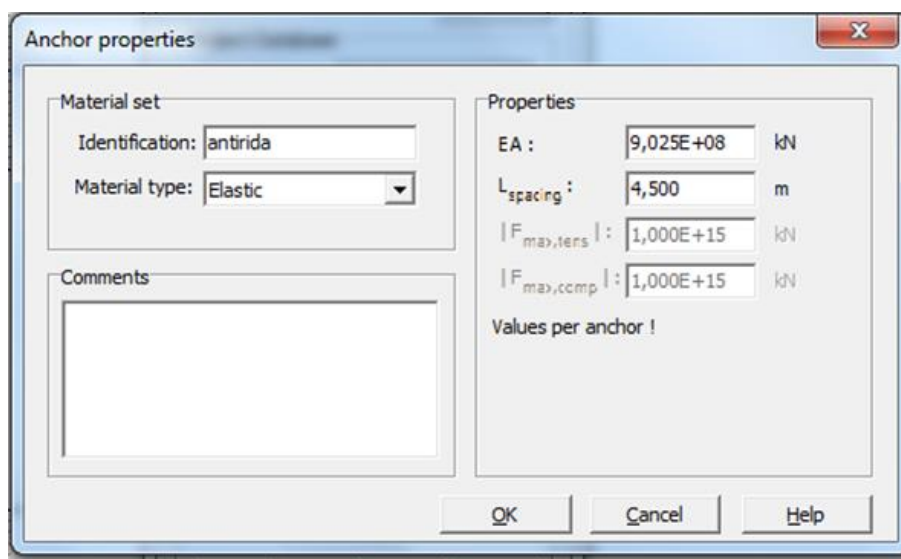 Anchor properties
Material set
Identification: antirida
Material type: Elastic
Comments
Properties
EA : 9,025E+08 kN
Lspacing : 4,500 m
|Fmax,tens| : 1,000E+15 kN
|Fmax,comp| : 1,000E+15 kN
Values per anchor !
OK Cancel Help